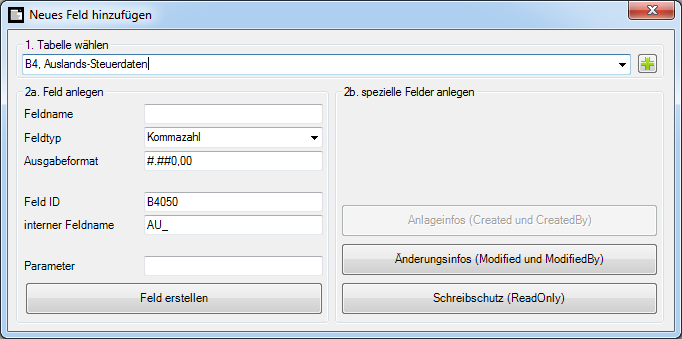 Neues Feld hinzufügen
1. Tabelle wählen
B4, Auslands-Steuerdaten
2a. Feld anlegen
Feldname
Feldtyp Kommazahl
Ausgabeformat #.##0,00
Feld ID B4050
interner Feldname AU_
Parameter
Feld erstellen
2b. spezielle Felder anlegen
Anlageinfos (Created und CreatedBy)
Änderungsinfos (Modified und ModifiedBy)
Schreibschutz (ReadOnly)